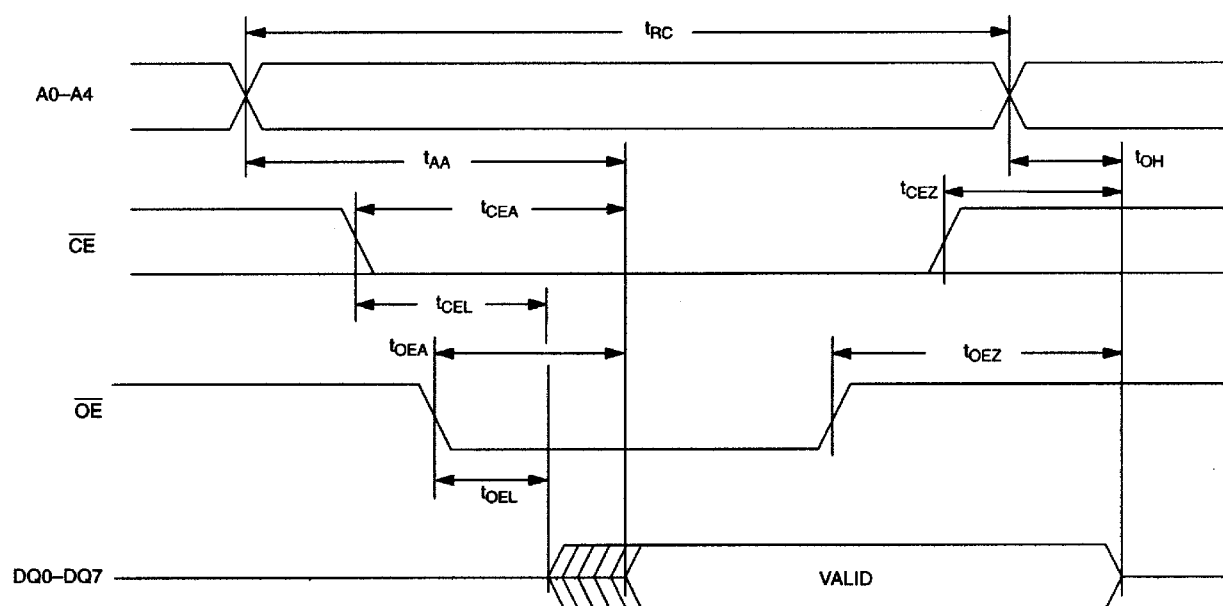 tRC
A0–A4
tAA
tOH
tCEZ
tCEA
CE
tCEL
tOEA
tOEZ
OE
tOEL
DQ0–DQ7
VALID